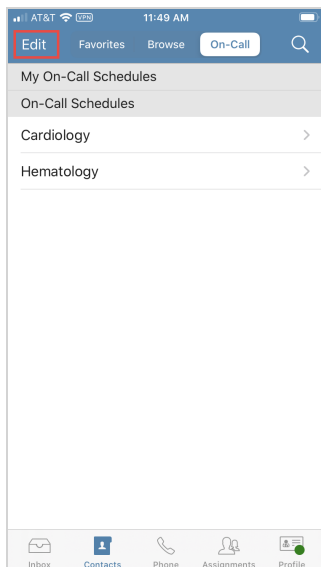 AT&T VPN 11:49 AM
Edit Favorites Browse On-Call
My On-Call Schedules
On-Call Schedules
Cardiology
Hematology
Inbox Contacts Phone Assignments Profile